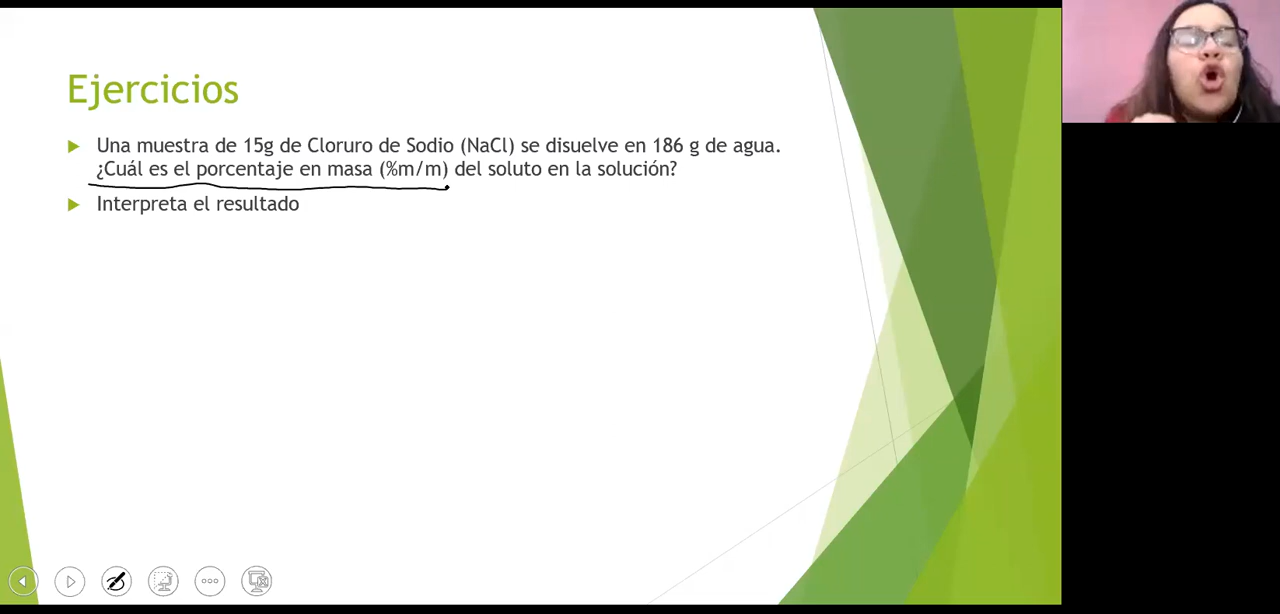 Ejercicios
Una muestra de 15g de Cloruro de Sodio (NaCl) se disuelve en 186 g de agua.
¿Cuál es el porcentaje en masa (%m/m) del soluto en la solución?
Interpreta el resultado